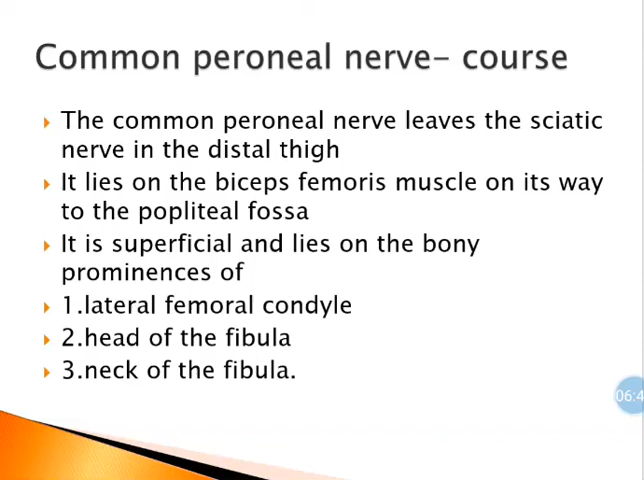 Common peroneal nerve- course
The common peroneal nerve leaves the sciatic
nerve in the distal thigh
It lies on the biceps femoris muscle on its way
to the popliteal fossa
It is superficial and lies on the bony
prominences of
1.lateral femoral condyle
2.head of the fibula
3.neck of the fibula.
06:4